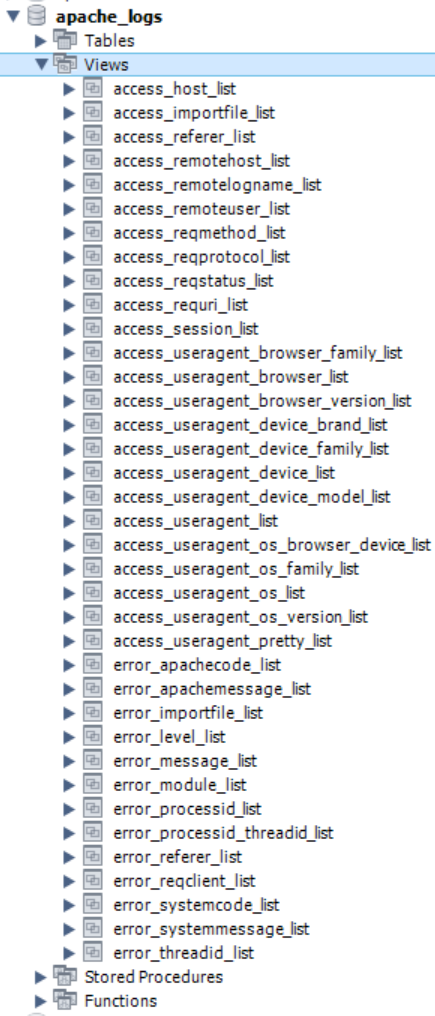 apache_logs
Tables
Views
access_host_list
access_importfile_list
access_referer_list
access_remotehost_list
access_remotelogname_list
access_remoteuser_list
access_reqmethod_list
access_reqprotocol_list
access_reqstatus_list
access_requri_list
access_session_list
access_useragent_browser_family_list
access_useragent_browser_list
access_useragent_browser_version_list
access_useragent_device_brand_list
access_useragent_device_family_list
access_useragent_device_list
access_useragent_device_model_list
access_useragent_list
access_useragent_os_browser_device_list
access_useragent_os_family_list
access_useragent_os_list
access_useragent_os_version_list
access_useragent_pretty_list
error_apachecode_list
error_apachemessage_list
error_importfile_list
error_level_list
error_message_list
error_module_list
error_processid_list
error_processid_threadid_list
error_referer_list
error_reqclient_list
error_systemcode_list
error_systemmessage_list
error_threadid_list
Stored Procedures
Functions